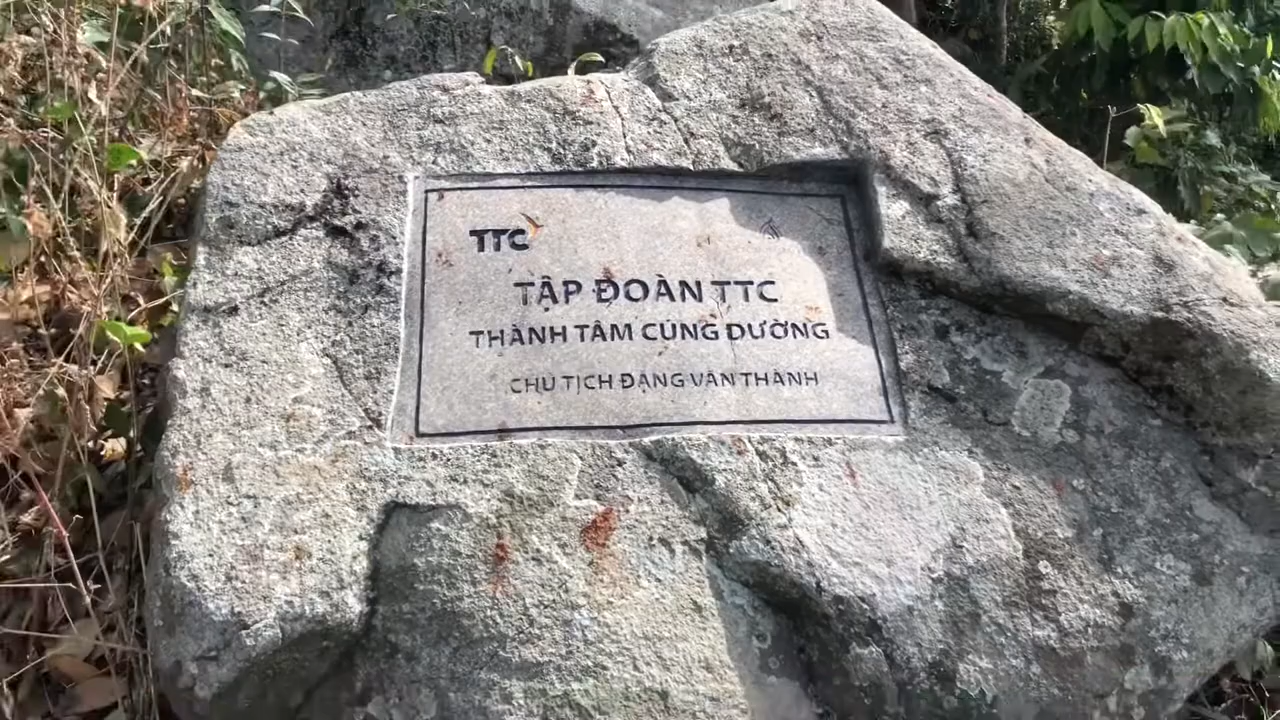 TTC
TẬP ĐOÀN TTC
THÀNH TÂM CÚNG DƯỜNG
CHỦ TỊCH ĐẶNG VĂN THÀNH